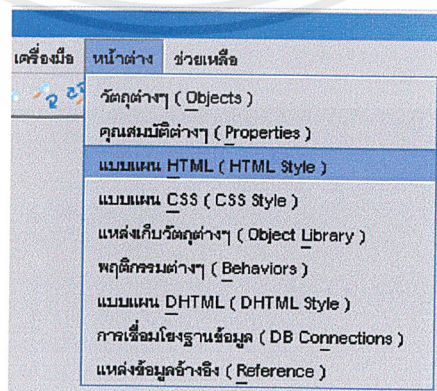 เครื่องมือ หน้าต่าง ช่วยเหลือ
วัตถุต่างๆ ( Objects )
คุณสมบัติต่างๆ ( Properties )
แบบแผน HTML ( HTML Style )
แบบแผน CSS ( CSS Style )
แหล่งเก็บวัตถุต่างๆ ( Object Library )
พฤติกรรมต่างๆ ( Behaviors )
แบบแผน DHTML ( DHTML Style )
การเชื่อมโยงฐานข้อมูล ( DB Connections )
แหล่งข้อมูลอ้างอิง ( Reference )